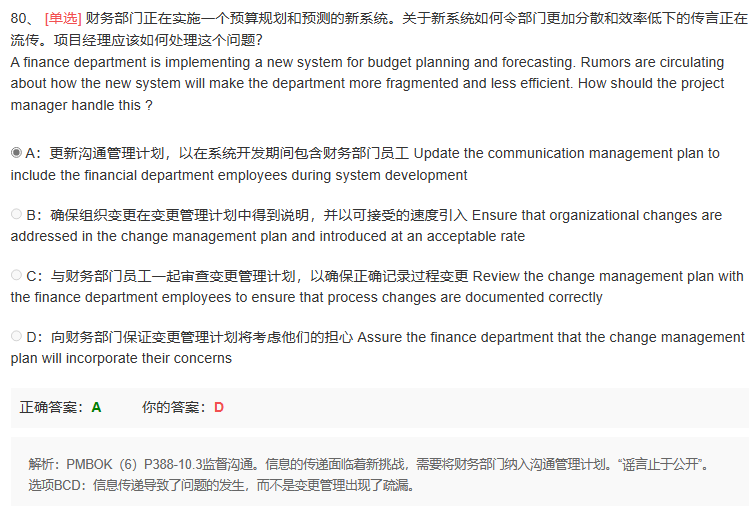 80、 [单选] 财务部门正在实施一个预算规划和预测的新系统。关于新系统如何令部门更加分散和效率低下的传言正在
流传。项目经理应该如何处理这个问题？
A finance department is implementing a new system for budget planning and forecasting. Rumors are circulating
about how the new system will make the department more fragmented and less efficient. How should the project
manager handle this ?
A：更新沟通管理计划，以在系统开发期间包含财务部门员工 Update the communication management plan to
include the financial department employees during system development
B：确保组织变更在变更管理计划中得到说明，并以可接受的速度引入 Ensure that organizational changes are
addressed in the change management plan and introduced at an acceptable rate
C：与财务部门员工一起审查变更管理计划，以确保正确记录过程变更 Review the change management plan with
the finance department employees to ensure that process changes are documented correctly
D：向财务部门保证变更管理计划将考虑他们的担心 Assure the finance department that the change management
plan will incorporate their concerns
正确答案：A 你的答案：D
解析：PMBOK（6）P388-10.3监督沟通。信息的传递面临着新挑战，需要将财务部门纳入沟通管理计划。“谣言止于公开”。
选项BCD：信息传递导致了问题的发生，而不是变更管理出现了疏漏。